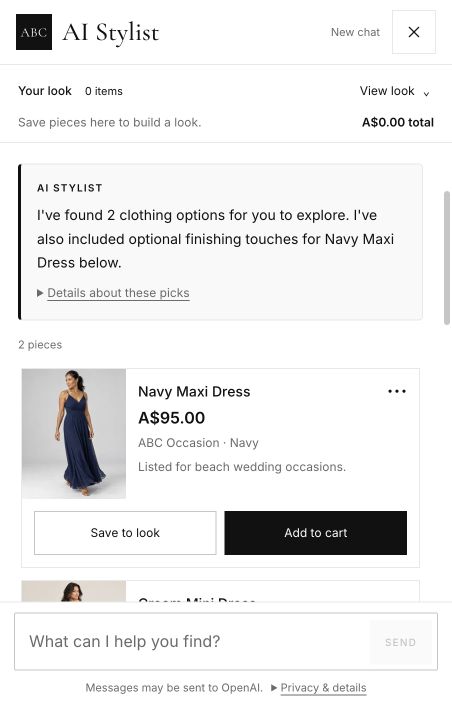 ABC AI Stylist New chat
Your look 0 items View look
Save pieces here to build a look. A$0.00 total
AI STYLIST
I've found 2 clothing options for you to explore. I've
also included optional finishing touches for Navy Maxi
Dress below.
Details about these picks
2 pieces
Navy Maxi Dress
A$95.00
ABC Occasion · Navy
Listed for beach wedding occasions.
Save to look Add to cart
Cream Mini Dress
What can I help you find? SEND
Messages may be sent to OpenAI. Privacy & details